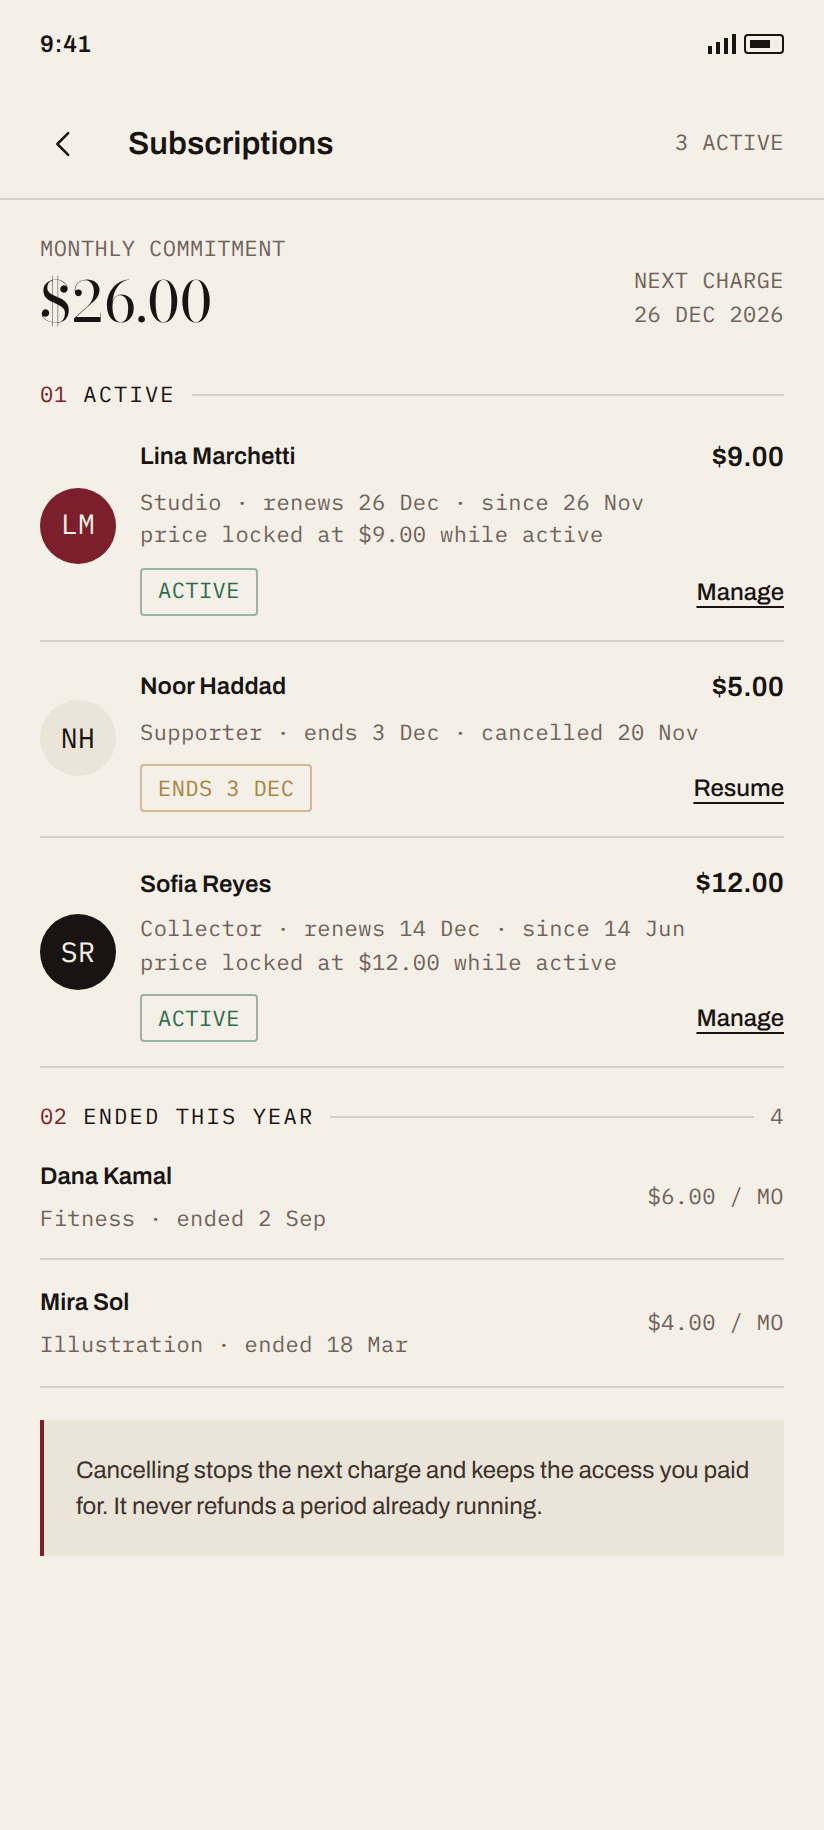 9:41
Subscriptions
3 ACTIVE
MONTHLY COMMITMENT
$26.00
NEXT CHARGE
26 DEC 2026
01 ACTIVE
LM
Lina Marchetti
$9.00
Studio · renews 26 Dec · since 26 Nov
price locked at $9.00 while active
ACTIVE
Manage
NH
Noor Haddad
$5.00
Supporter · ends 3 Dec · cancelled 20 Nov
ENDS 3 DEC
Resume
SR
Sofia Reyes
$12.00
Collector · renews 14 Dec · since 14 Jun
price locked at $12.00 while active
ACTIVE
Manage
02 ENDED THIS YEAR
4
Dana Kamal
Fitness · ended 2 Sep
$6.00 / MO
Mira Sol
Illustration · ended 18 Mar
$4.00 / MO
Cancelling stops the next charge and keeps the access you paid
for. It never refunds a period already running.